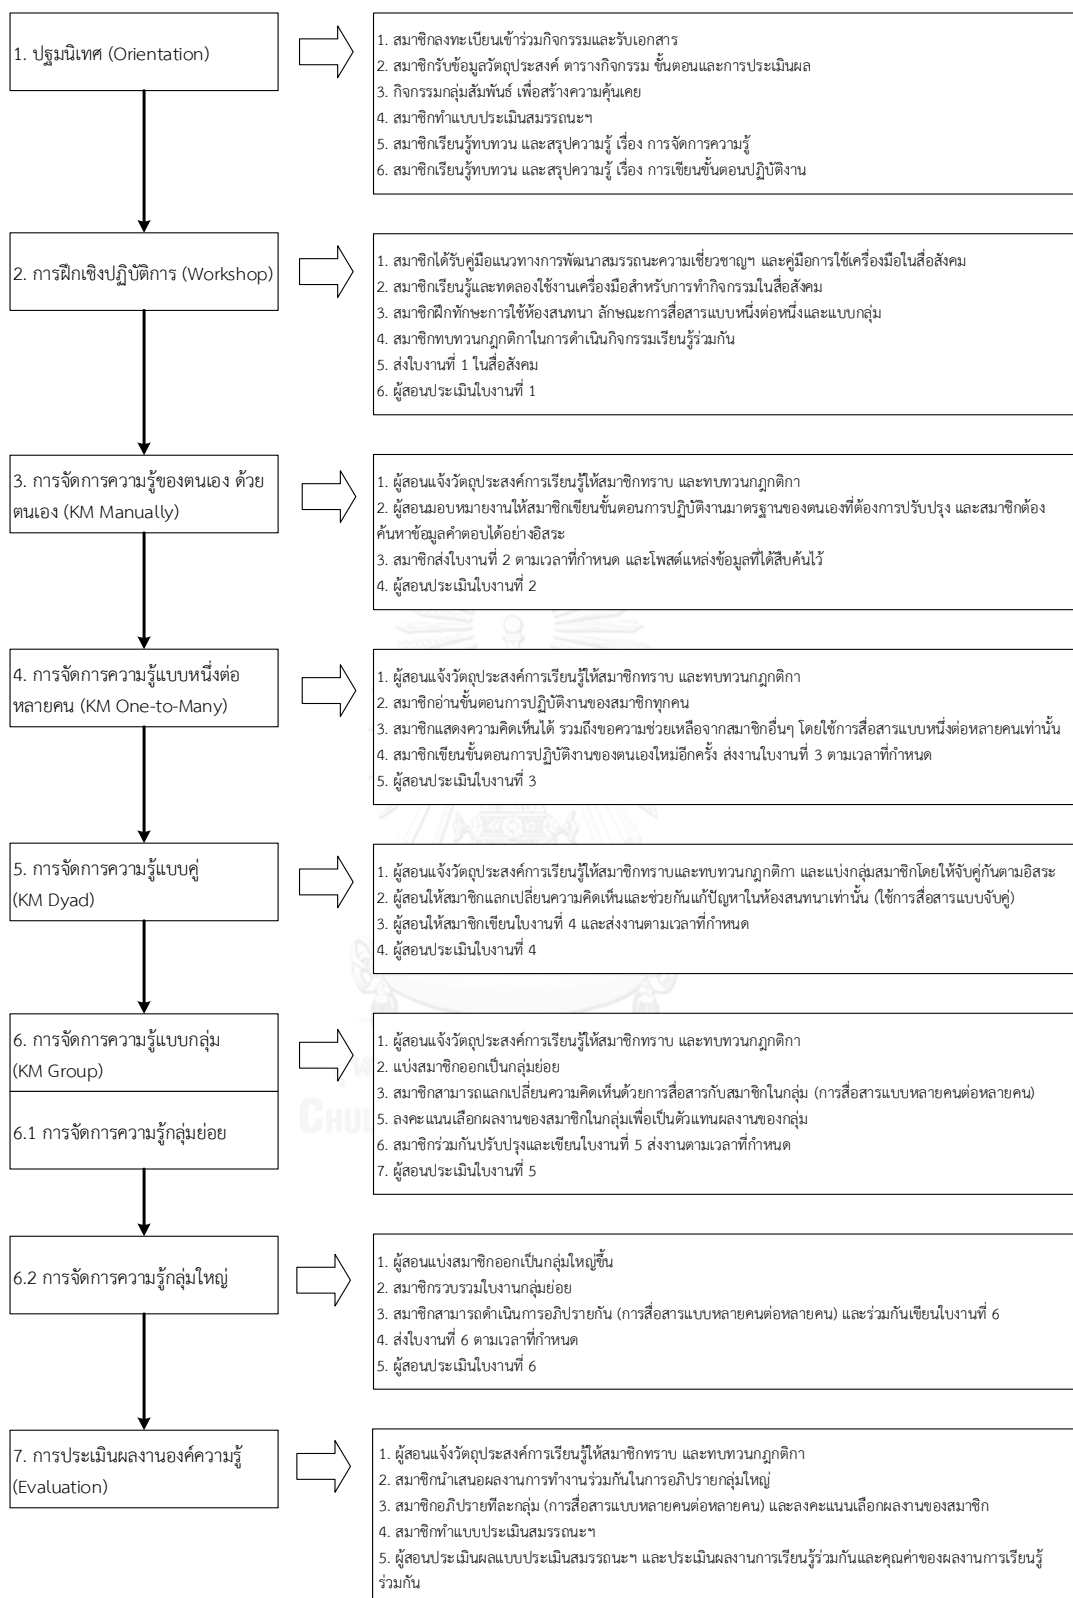 1. ปฐมนิเทศ (Orientation)
1. สมาชิกลงทะเบียนเข้าร่วมกิจกรรมและรับเอกสาร
2. สมาชิกรับข้อมูลวัตถุประสงค์ ตารางกิจกรรม ขั้นตอนและการประเมินผล
3. กิจกรรมกลุ่มสัมพันธ์ เพื่อสร้างความคุ้นเคย
4. สมาชิกทำแบบประเมินสมรรถนะฯ
5. สมาชิกเรียนรู้ทบทวน และสรุปความรู้ เรื่อง การจัดการความรู้
6. สมาชิกเรียนรู้ทบทวน และสรุปความรู้ เรื่อง การเขียนขั้นตอนปฏิบัติงาน
2. การฝึกเชิงปฏิบัติการ (Workshop)
1. สมาชิกได้รับคู่มือแนวทางการพัฒนาสมรรถนะความเชี่ยวชาญฯ และคู่มือการใช้เครื่องมือในสื่อสังคม
2. สมาชิกเรียนรู้และทดลองใช้งานเครื่องมือสำหรับการทำกิจกรรมในสื่อสังคม
3. สมาชิกฝึกทักษะการใช้ห้องสนทนา ลักษณะการสื่อสารแบบหนึ่งต่อหนึ่งและแบบกลุ่ม
4. สมาชิกทบทวนกฎกติกาในการดำเนินกิจกรรมเรียนรู้ร่วมกัน
5. ส่งใบงานที่ 1 ในสื่อสังคม
6. ผู้สอนประเมินใบงานที่ 1
3. การจัดการความรู้ของตนเอง ด้วย
ตนเอง (KM Manually)
1. ผู้สอนแจ้งวัตถุประสงค์การเรียนรู้ให้สมาชิกทราบ และทบทวนกฎกติกา
2. ผู้สอนมอบหมายงานให้สมาชิกเขียนขั้นตอนการปฏิบัติงานมาตรฐานของตนเองที่ต้องการปรับปรุง และสมาชิกต้อง
ค้นหาข้อมูลคำตอบได้อย่างอิสระ
3. สมาชิกส่งใบงานที่ 2 ตามเวลาที่กำหนด และโพสต์แหล่งข้อมูลที่ได้สืบค้นไว้
4. ผู้สอนประเมินใบงานที่ 2
4. การจัดการความรู้แบบหนึ่งต่อ
หลายคน (KM One-to-Many)
1. ผู้สอนแจ้งวัตถุประสงค์การเรียนรู้ให้สมาชิกทราบ และทบทวนกฎกติกา
2. สมาชิกอ่านขั้นตอนการปฏิบัติงานของสมาชิกทุกคน
3. สมาชิกแสดงความคิดเห็นได้ รวมถึงขอความช่วยเหลือจากสมาชิกอื่นๆ โดยใช้การสื่อสารแบบหนึ่งต่อหลายคนเท่านั้น
4. สมาชิกเขียนขั้นตอนการปฏิบัติงานของตนเองใหม่อีกครั้ง ส่งงานใบงานที่ 3 ตามเวลาที่กำหนด
5. ผู้สอนประเมินใบงานที่ 3
5. การจัดการความรู้แบบคู่
(KM Dyad)
1. ผู้สอนแจ้งวัตถุประสงค์การเรียนรู้ให้สมาชิกทราบและทบทวนกฎกติกา และแบ่งกลุ่มสมาชิกโดยให้จับคู่กันตามอิสระ
2. ผู้สอนให้สมาชิกแลกเปลี่ยนความคิดเห็นและช่วยกันแก้ปัญหาในห้องสนทนาเท่านั้น (ใช้การสื่อสารแบบจับคู่)
3. ผู้สอนให้สมาชิกเขียนใบงานที่ 4 และส่งงานตามเวลาที่กำหนด
4. ผู้สอนประเมินใบงานที่ 4
6. การจัดการความรู้แบบกลุ่ม
(KM Group)
6.1 การจัดการความรู้กลุ่มย่อย
1. ผู้สอนแจ้งวัตถุประสงค์การเรียนรู้ให้สมาชิกทราบ และทบทวนกฎกติกา
2. แบ่งสมาชิกออกเป็นกลุ่มย่อย
3. สมาชิกสามารถแลกเปลี่ยนความคิดเห็นด้วยการสื่อสารกับสมาชิกในกลุ่ม (การสื่อสารแบบหลายคนต่อหลายคน)
5. ลงคะแนนเลือกผลงานของสมาชิกในกลุ่มเพื่อเป็นตัวแทนผลงานของกลุ่ม
6. สมาชิกร่วมกันปรับปรุงและเขียนใบงานที่ 5 ส่งงานตามเวลาที่กำหนด
7. ผู้สอนประเมินใบงานที่ 5
6.2 การจัดการความรู้กลุ่มใหญ่
1. ผู้สอนแบ่งสมาชิกออกเป็นกลุ่มใหญ่ขึ้น
2. สมาชิกรวบรวมใบงานกลุ่มย่อย
3. สมาชิกสามารถดำเนินการอภิปรายกัน (การสื่อสารแบบหลายคนต่อหลายคน) และร่วมกันเขียนใบงานที่ 6
4. ส่งใบงานที่ 6 ตามเวลาที่กำหนด
5. ผู้สอนประเมินใบงานที่ 6
7. การประเมินผลงานองค์ความรู้
(Evaluation)
1. ผู้สอนแจ้งวัตถุประสงค์การเรียนรู้ให้สมาชิกทราบ และทบทวนกฎกติกา
2. สมาชิกนำเสนอผลงานการทำงานร่วมกันในการอภิปรายกลุ่มใหญ่
3. สมาชิกอภิปรายทีละกลุ่ม (การสื่อสารแบบหลายคนต่อหลายคน) และลงคะแนนเลือกผลงานของสมาชิก
4. สมาชิกทำแบบประเมินสมรรถนะฯ
5. ผู้สอนประเมินผลแบบประเมินสมรรถนะฯ และประเมินผลงานการเรียนรู้ร่วมกันและคุณค่าของผลงานการเรียนรู้
ร่วมกัน